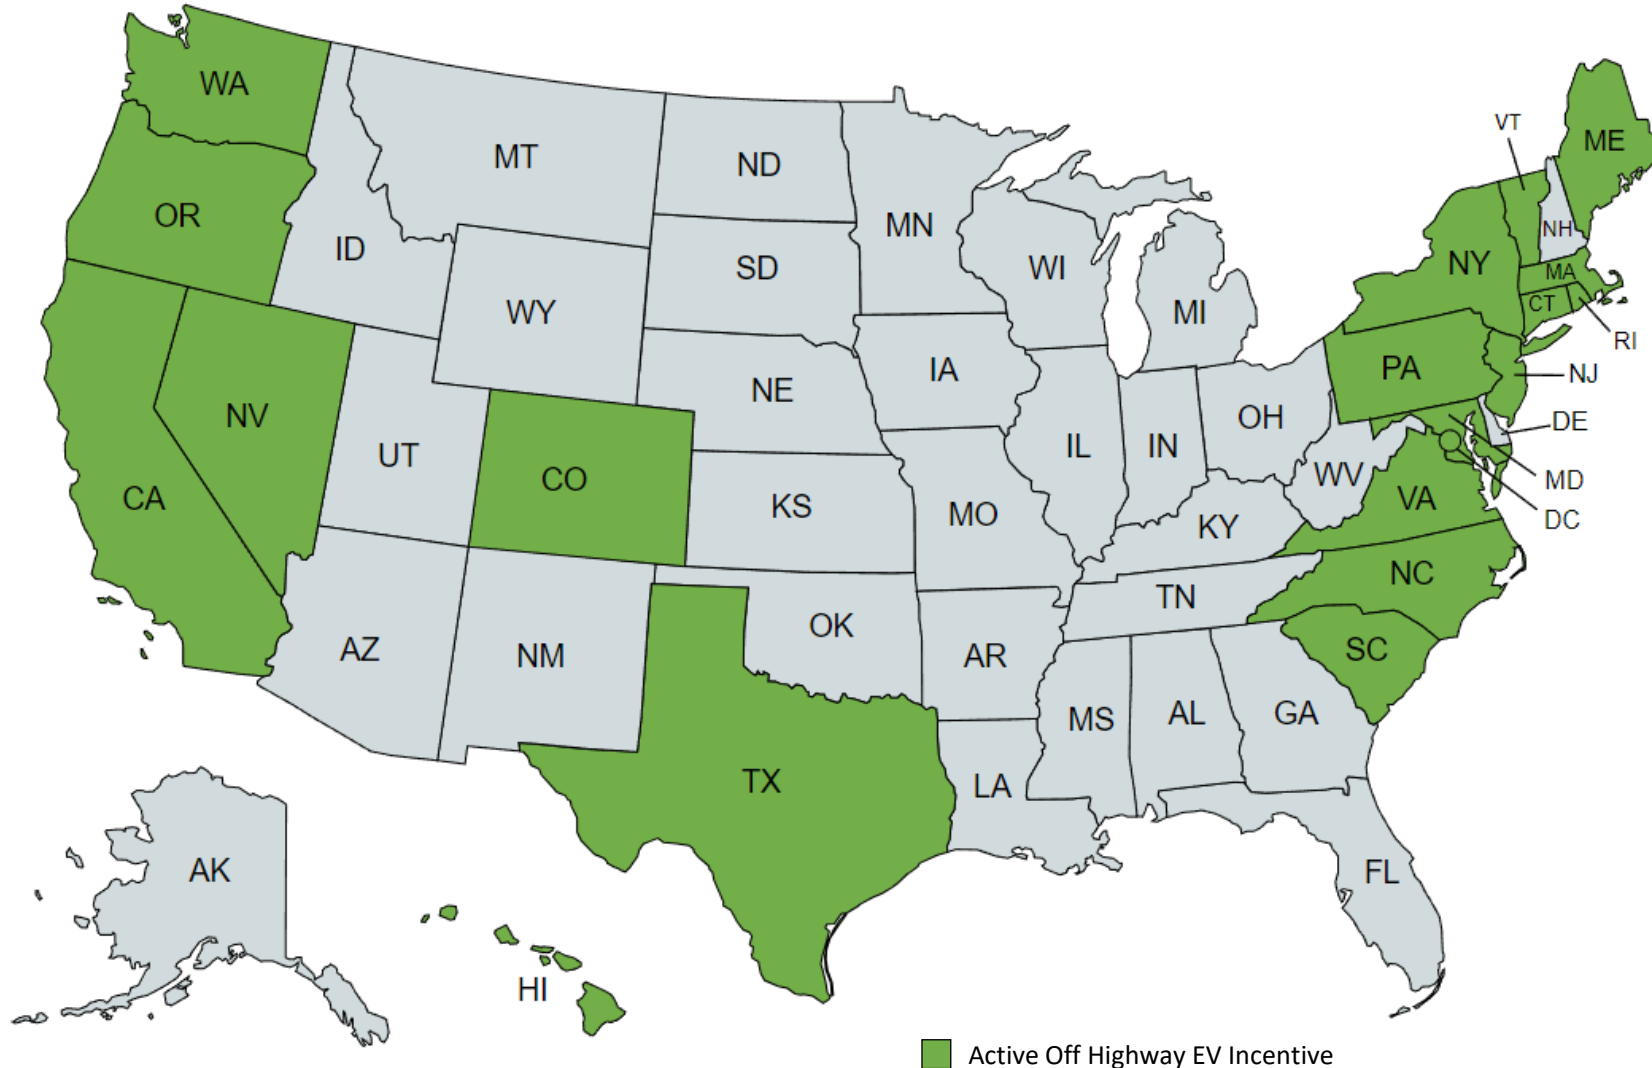 WA
VT
ME
MT
ND
OR
MN
NH
ID
SD
WI
NY
MA
WY
MI
CT
RI
IA
PA
NJ
NE
NV
OH
DE
UT
IL
IN
CO
WV
MD
CA
KS
VA
MO
DC
KY
NC
TN
OK
AZ
NM
AR
SC
MS
AL
GA
TX
LA
AK
FL
HI
Active Off Highway EV Incentive